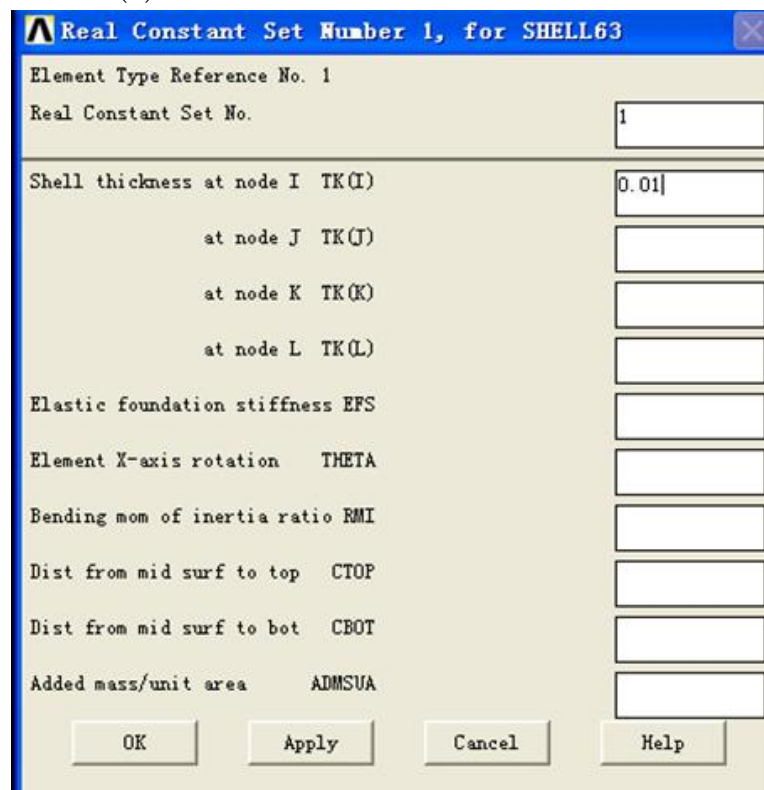 Real Constant Set Number 1, for SHELL63
Element Type Reference No. 1
Real Constant Set No. 1
Shell thickness at node I TK(I) 0.01
at node J TK(J)
at node K TK(K)
at node L TK(L)
Elastic foundation stiffness EFS
Element X-axis rotation THETA
Bending mom of inertia ratio RMI
Dist from mid surf to top CTOP
Dist from mid surf to bot CBOT
Added mass/unit area ADMSUA
OK Apply Cancel Help